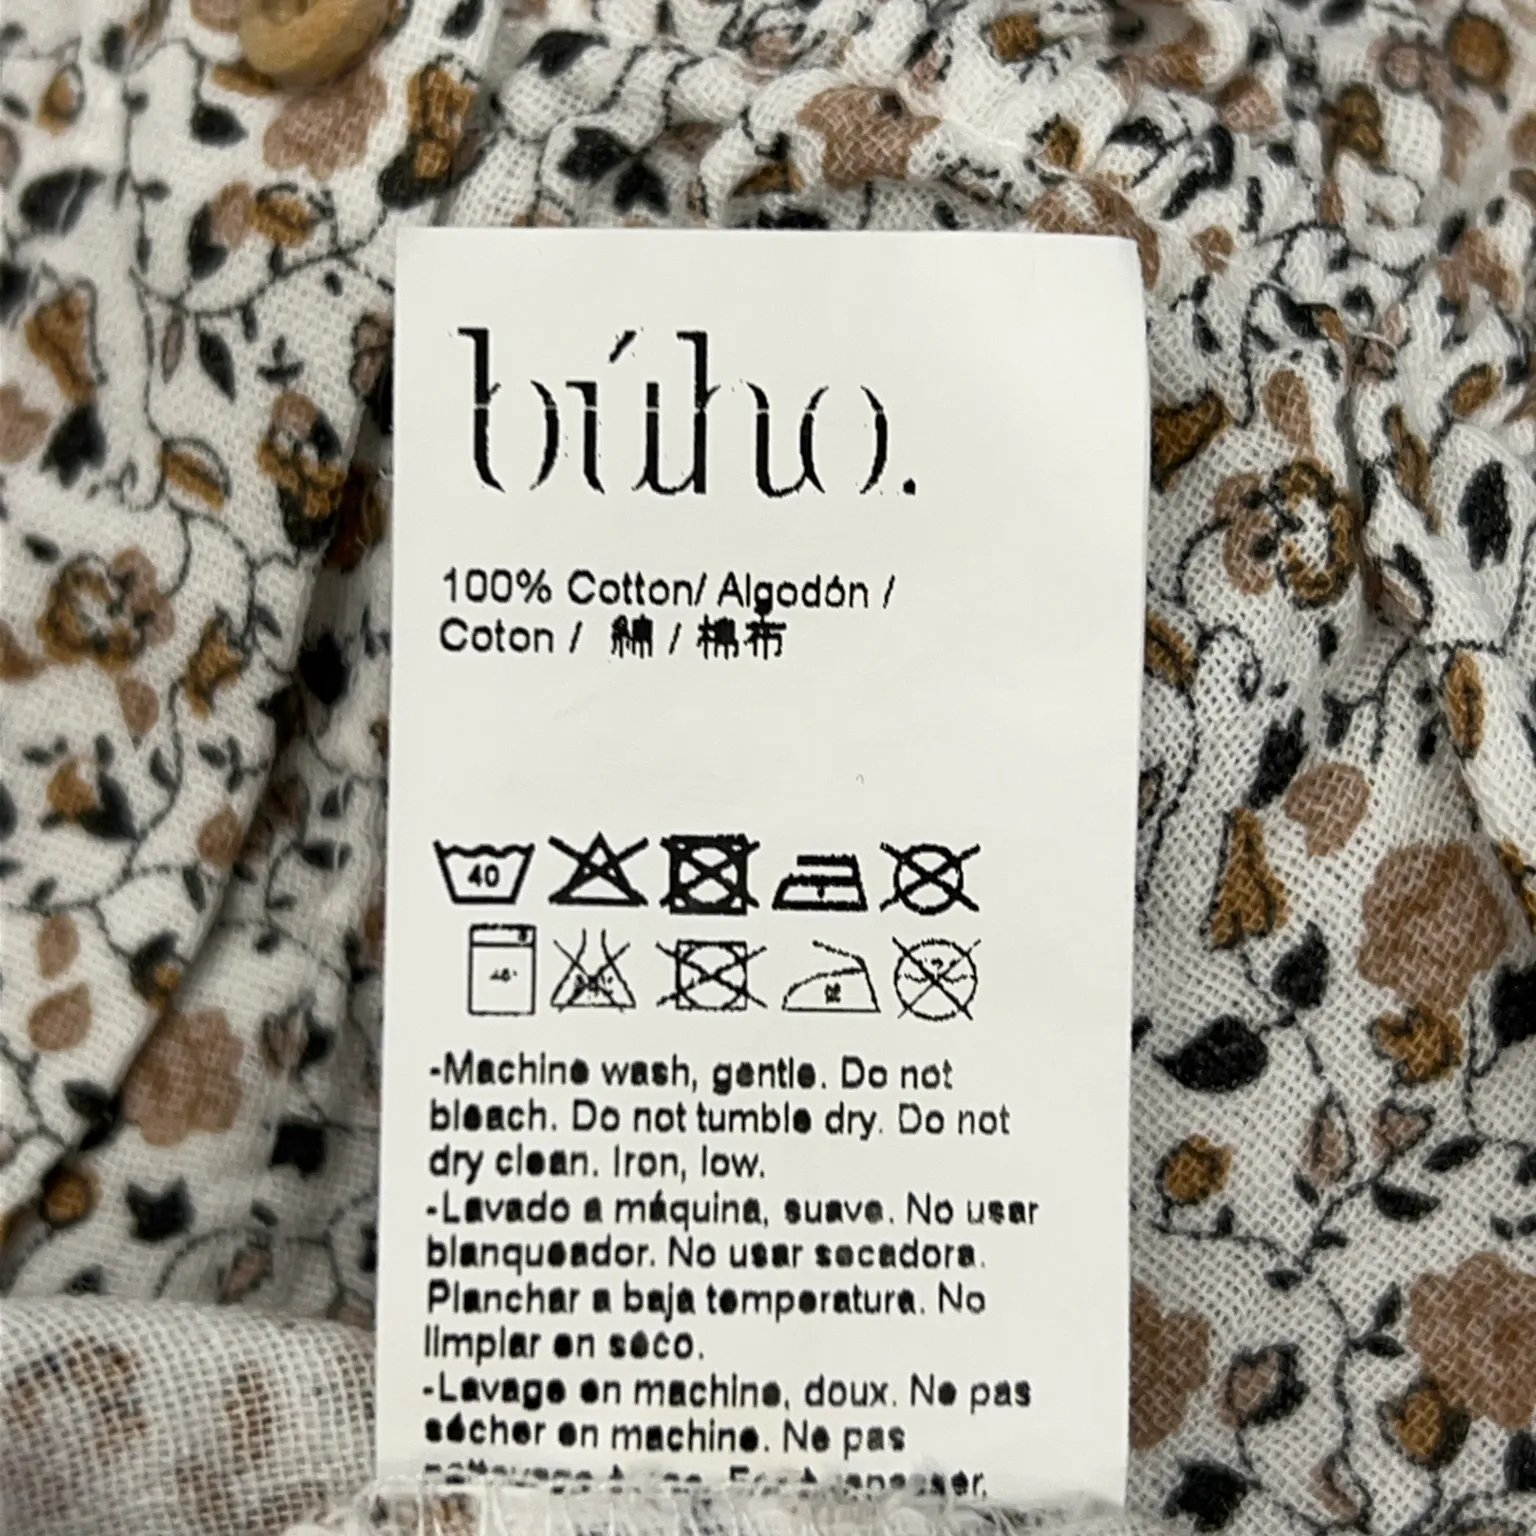 búho.
100% Cotton/ Algodón /
Coton / 綿 / 棉布
40
-Machine wash, gentle. Do not
bleach. Do not tumble dry. Do not
dry clean. Iron, low.
-Lavado a máquina, suave. No usar
blanqueador. No usar secadora.
Planchar a baja temperatura. No
limpiar en séco.
-Lavage en machine, doux. Ne pas
sécher en machine. Ne pas